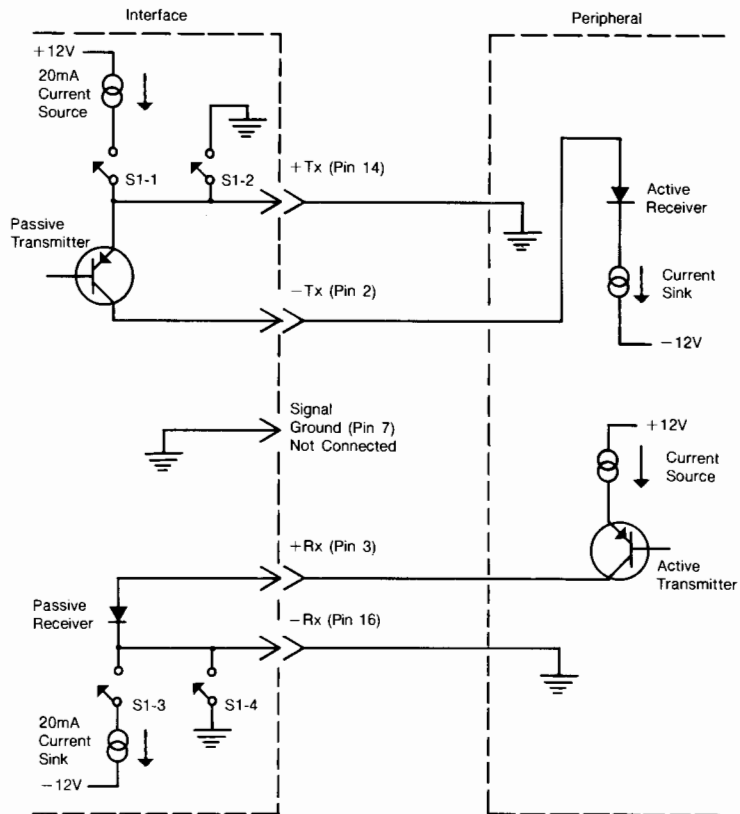 Interface
Peripheral
+12V
20mA
Current
Source
S1-1
S1-2
+Tx (Pin 14)
Passive
Transmitter
Active
Receiver
Current
Sink
−Tx (Pin 2)
−12V
Signal
Ground (Pin 7)
Not Connected
+12V
Current
Source
+Rx (Pin 3)
Active
Transmitter
Passive
Receiver
−Rx (Pin 16)
S1-3
S1-4
20mA
Current
Sink
−12V